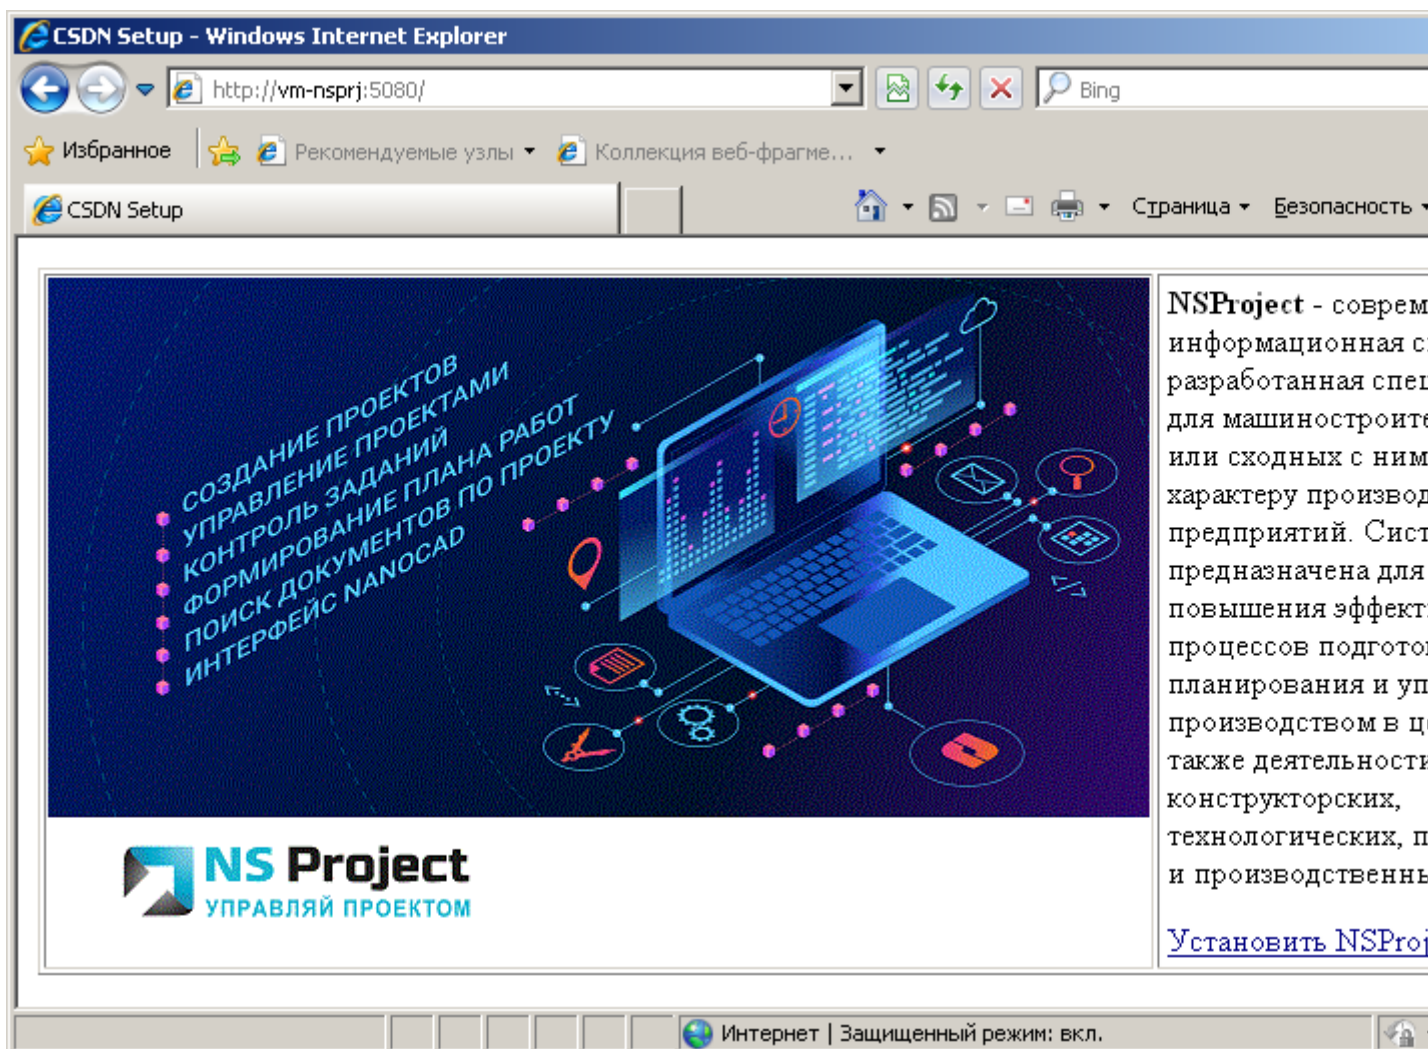 CSDN Setup - Windows Internet Explorer
http://vm-nsprj:5080/
Bing
Избранное
Рекомендуемые узлы
Коллекция веб-фрагме...
CSDN Setup
Страница
Безопасность
СОЗДАНИЕ ПРОЕКТОВ
УПРАВЛЕНИЕ ПРОЕКТАМИ
КОНТРОЛЬ ЗАДАНИЙ
ФОРМИРОВАНИЕ ПЛАНА РАБОТ
ПОИСК ДОКУМЕНТОВ ПО ПРОЕКТУ
ИНТЕРФЕЙС NANOCAD
NS Project
УПРАВЛЯЙ ПРОЕКТОМ
NSProject - соврем
информационная с
разработанная спец
для машиностроите
или сходных с ним
характеру производ
предприятий. Сист
предназначена для
повышения эффект
процессов подгото
планирования и уп
производством в ц
также деятельности
конструкторских,
технологических, п
и производственны
Установить NSProj
Интернет | Защищенный режим: вкл.